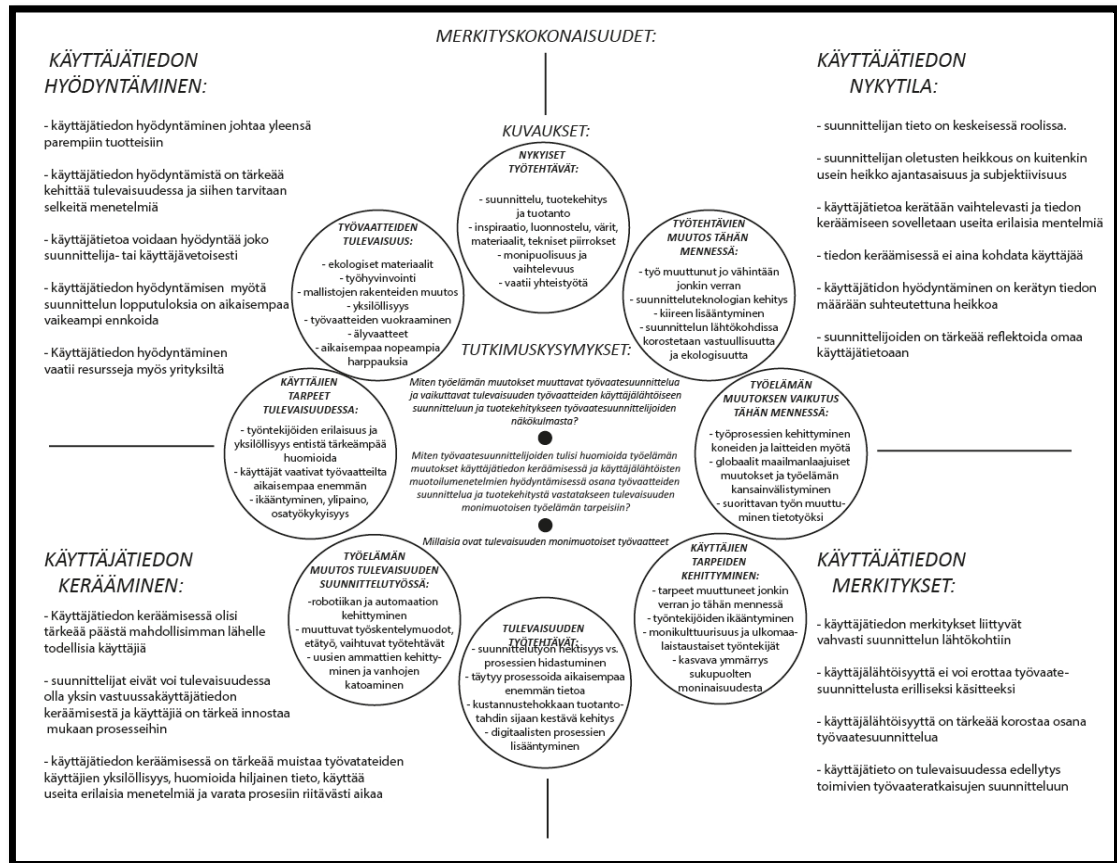 MERKITYSKOKONAISUUDET:
KÄYTTÄJÄTIEDON
HYÖDYNTÄMINEN:
- käyttäjätiedon hyödyntäminen johtaa yleensä
parempiin tuotteisiin
- käyttäjätiedon hyödyntämistä on tärkeää
kehittää tulevaisuudessa ja siihen tarvitaan
selkeitä menetelmiä
- käyttäjätietoa voidaan hyödyntää joko
suunnittelija- tai käyttäjävetoisesti
- käyttäjätiedon hyödyntämisen myötä
suunnittelun lopputuloksia on aikaisempaa
vaikeampi ennkoida
- Käyttäjätiedon hyödyntäminen
vaatii resursseja myös yrityksiltä
KÄYTTÄJÄTIEDON
NYKYTILA:
- suunnittelijan tieto on keskeisessä roolissa.
- suunnittelijan oletusten heikkous on kuitenkin
usein heikko ajantasaisuus ja subjektiivisuus
- käyttäjätietoa kerätään vaihtelevasti ja tiedon
keräämiseen sovelletaan useita erilaisia mentelmiä
- tiedon keräämisessä ei aina kohdata käyttäjää
- käyttäjätidon hyödyntäminen on kerätyn tiedon
määrään suhteutettuna heikkoa
- suunnittelijoiden on tärkeää reflektoida omaa
käyttäjätietoaan
KUVAUKSET:
NYKYISET
TYÖTEHTÄVÄT:
- suunnittelu, tuotekehitys
ja tuotanto
- inspiraatio, luonnostelu, värit,
materiaalit, tekniset piirrokset
- monipuolisuus ja
vaihtelevuus
- vaatii yhteistyötä
TYÖVAATTEIDEN
TULEVAISUUS:
- ekologiset materiaalit
- työhyvinvointi
- mallistojen rakenteiden muutos
- yksilöllisyys
- työvaatteiden vuokraaminen
- älyvaatteet
- aikaisempaa nopeampia
harppauksia
TYÖTEHTÄVIEN
MUUTOS TÄHÄN
MENNESSÄ:
- työ muuttunut jo vähintään
jonkin verran
- suunnitteluteknologian kehitys
- kiireen lisääntyminen
- suunnittelun lähtökohdissa
korostetaan vastuullisuutta
ja ekologisuutta
TUTKIMUSKYSYMYKSET:
Miten työelämän muutokset muuttavat työvaatesuunnittelua
ja vaikuttavat tulevaisuuden työvaatteiden käyttäjälähtöiseen
suunnitteluun ja tuotekehitykseen työvaatesuunnittelijoiden
näkökulmasta?
Miten työvaatesuunnittelijoiden tulisi huomioida työelämän
muutokset käyttäjätiedon keräämisessä ja käyttäjälähtöisten
muotoilumenetelmien hyödyntämisessä osana työvaatteiden
suunnittelua ja tuotekehitystä vastatakseen tulevaisuuden
monimuotoisen työelämän tarpeisiin?
Millaisia ovat tulevaisuuden monimuotoiset työvaatteet
KÄYTTÄJIEN
TARPEET
TULEVAISUUDESSA:
- työntekijöiden erilaisuus ja
yksilöllisyys entistä tärkeämpää
huomioida
- käyttäjät vaativat työvaatteilta
aikaisempaa enemmän
- ikääntyminen, ylipaino,
osatyökykyisyys
TYÖELÄMÄN
MUUTOKSEN VAIKUTUS
TÄHÄN MENNESSÄ:
- työprosessien kehittyminen
koneiden ja laitteiden myötä
- globaalit maailmanlaajuiset
muutokset ja työelämän
kansainvälistyminen
- suorittavan työn muuttu-
minen tietotyöksi
TYÖELÄMÄN
MUUTOS TULEVAISUUDEN
SUUNNITTELUTYÖSSÄ:
-robotiikan ja automaation
kehittyminen
- muuttuvat työskentelymuodot,
etätyö, vaihtuvat työtehtävät
- uusien ammattien kehitty-
minen ja vanhojen
katoaminen
TULEVAISUUDEN
TYÖTEHTÄVÄT:
- suunnittelutyön hektisyys vs.
prosessien hidastuminen
- täytyy prosessoida aikaisempaa
enemmän tietoa
- kustannustehokkaan tuotanto-
tahdin sijaan kestävä kehitys
- digitaalisten prosessien
lisääntyminen
KÄYTTÄJIEN
TARPEIDEN
KEHITTYMINEN:
- tarpeet muuttuneet jonkin
verran jo tähän mennessä
- työntekijöiden ikääntyminen
- monikulttuurisuus ja ulkomaa-
laistaustaiset työntekijät
- kasvava ymmärrys
sukupuolten
moninaisuudesta
KÄYTTÄJÄTIEDON
KERÄÄMINEN:
- Käyttäjätiedon keräämisessä olisi
tärkeää päästä mahdollisimman lähelle
todellisia käyttäjiä
- suunnittelijat eivät voi tulevaisuudessa
olla yksin vastuussakäyttäjätiedon
keräämisestä ja käyttäjiä on tärkeä innostaa
mukaan prosesseihin
- käyttäjätiedon keräämisessä on tärkeää muistaa työvatateiden
käyttäjien yksilöllisyys, huomioida hiljainen tieto, käyttää
useita erilaisia menetelmiä ja varata prosesiin riitävästi aikaa
KÄYTTÄJÄTIEDON
MERKITYKSET:
- käyttäjätiedon merkitykset liittyvät
vahvasti suunnittelun lähtökohtiin
- käyttäjälähtöisyyttä ei voi erottaa työvaate-
suunnittelusta erilliseksi käsitteeksi
- käyttäjälähtöisyyttä on tärkeää korostaa osana
työvaatesuunnittelua
- käyttäjätieto on tulevaisuudessa edellytys
toimivien työvaateratkaisujen suunnitteluun